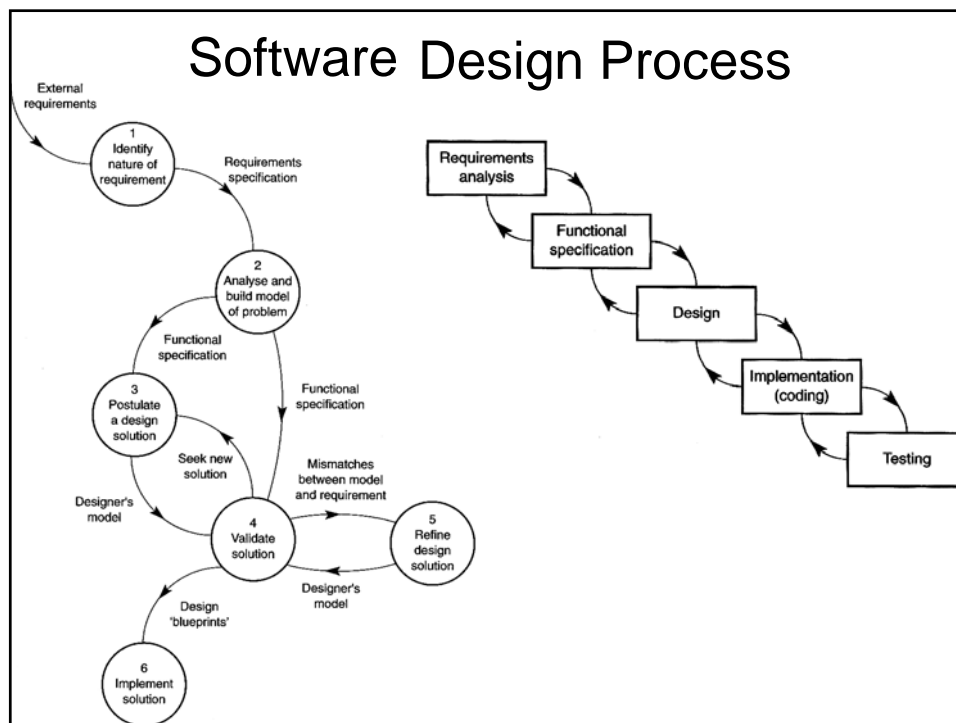 Software Design Process
External
requirements
1
Identify
nature of
requirement
Requirements
specification
2
Analyse and
build model
of problem
Functional
specification
3
Postulate
a design
solution
Functional
specification
Seek new
solution
Mismatches
between model
and requirement
Designer's
model
4
Validate
solution
5
Refine
design
solution
Designer's
model
Design
'blueprints'
6
Implement
solution
Requirements
analysis
Functional
specification
Design
Implementation
(coding)
Testing